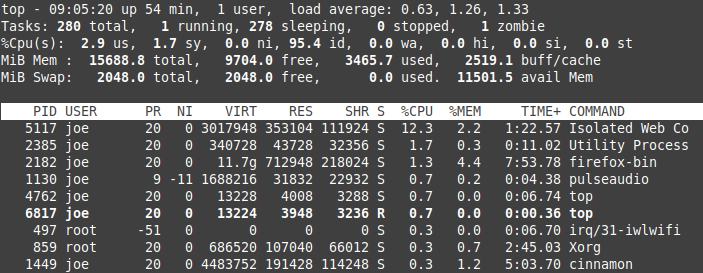 top - 09:05:20 up 54 min,  1 user,  load average: 0.63, 1.26, 1.33
Tasks: 280 total,   1 running, 278 sleeping,   0 stopped,   1 zombie
%Cpu(s):  2.9 us,  1.7 sy,  0.0 ni, 95.4 id,  0.0 wa,  0.0 hi,  0.0 si,  0.0 st
MiB Mem :  15688.8 total,   9704.0 free,   3465.7 used,   2519.1 buff/cache
MiB Swap:   2048.0 total,   2048.0 free,      0.0 used.  11501.5 avail Mem
PID USER      PR  NI    VIRT    RES    SHR S  %CPU  %MEM     TIME+ COMMAND
5117 joe       20   0 3017948 353104 111924 S  12.3   2.2   1:22.57 Isolated Web Co
2385 joe       20   0  340728  43728  32356 S   1.7   0.3   0:11.02 Utility Process
2182 joe       20   0   11.7g 712948 218024 S   1.3   4.4   7:53.78 firefox-bin
1130 joe        9 -11 1688216  31832  22932 S   0.7   0.2   0:04.38 pulseaudio
4762 joe       20   0   13228   4008   3288 S   0.7   0.0   0:06.74 top
6817 joe       20   0   13224   3948   3236 R   0.7   0.0   0:00.36 top
497 root     -51   0       0      0      0 S   0.3   0.0   0:06.70 irq/31-iwlwifi
859 root      20   0  686520 107040  66012 S   0.3   0.7   2:45.03 Xorg
1449 joe       20   0 4483752 191428 114248 S   0.3   1.2   5:03.70 cinnamon